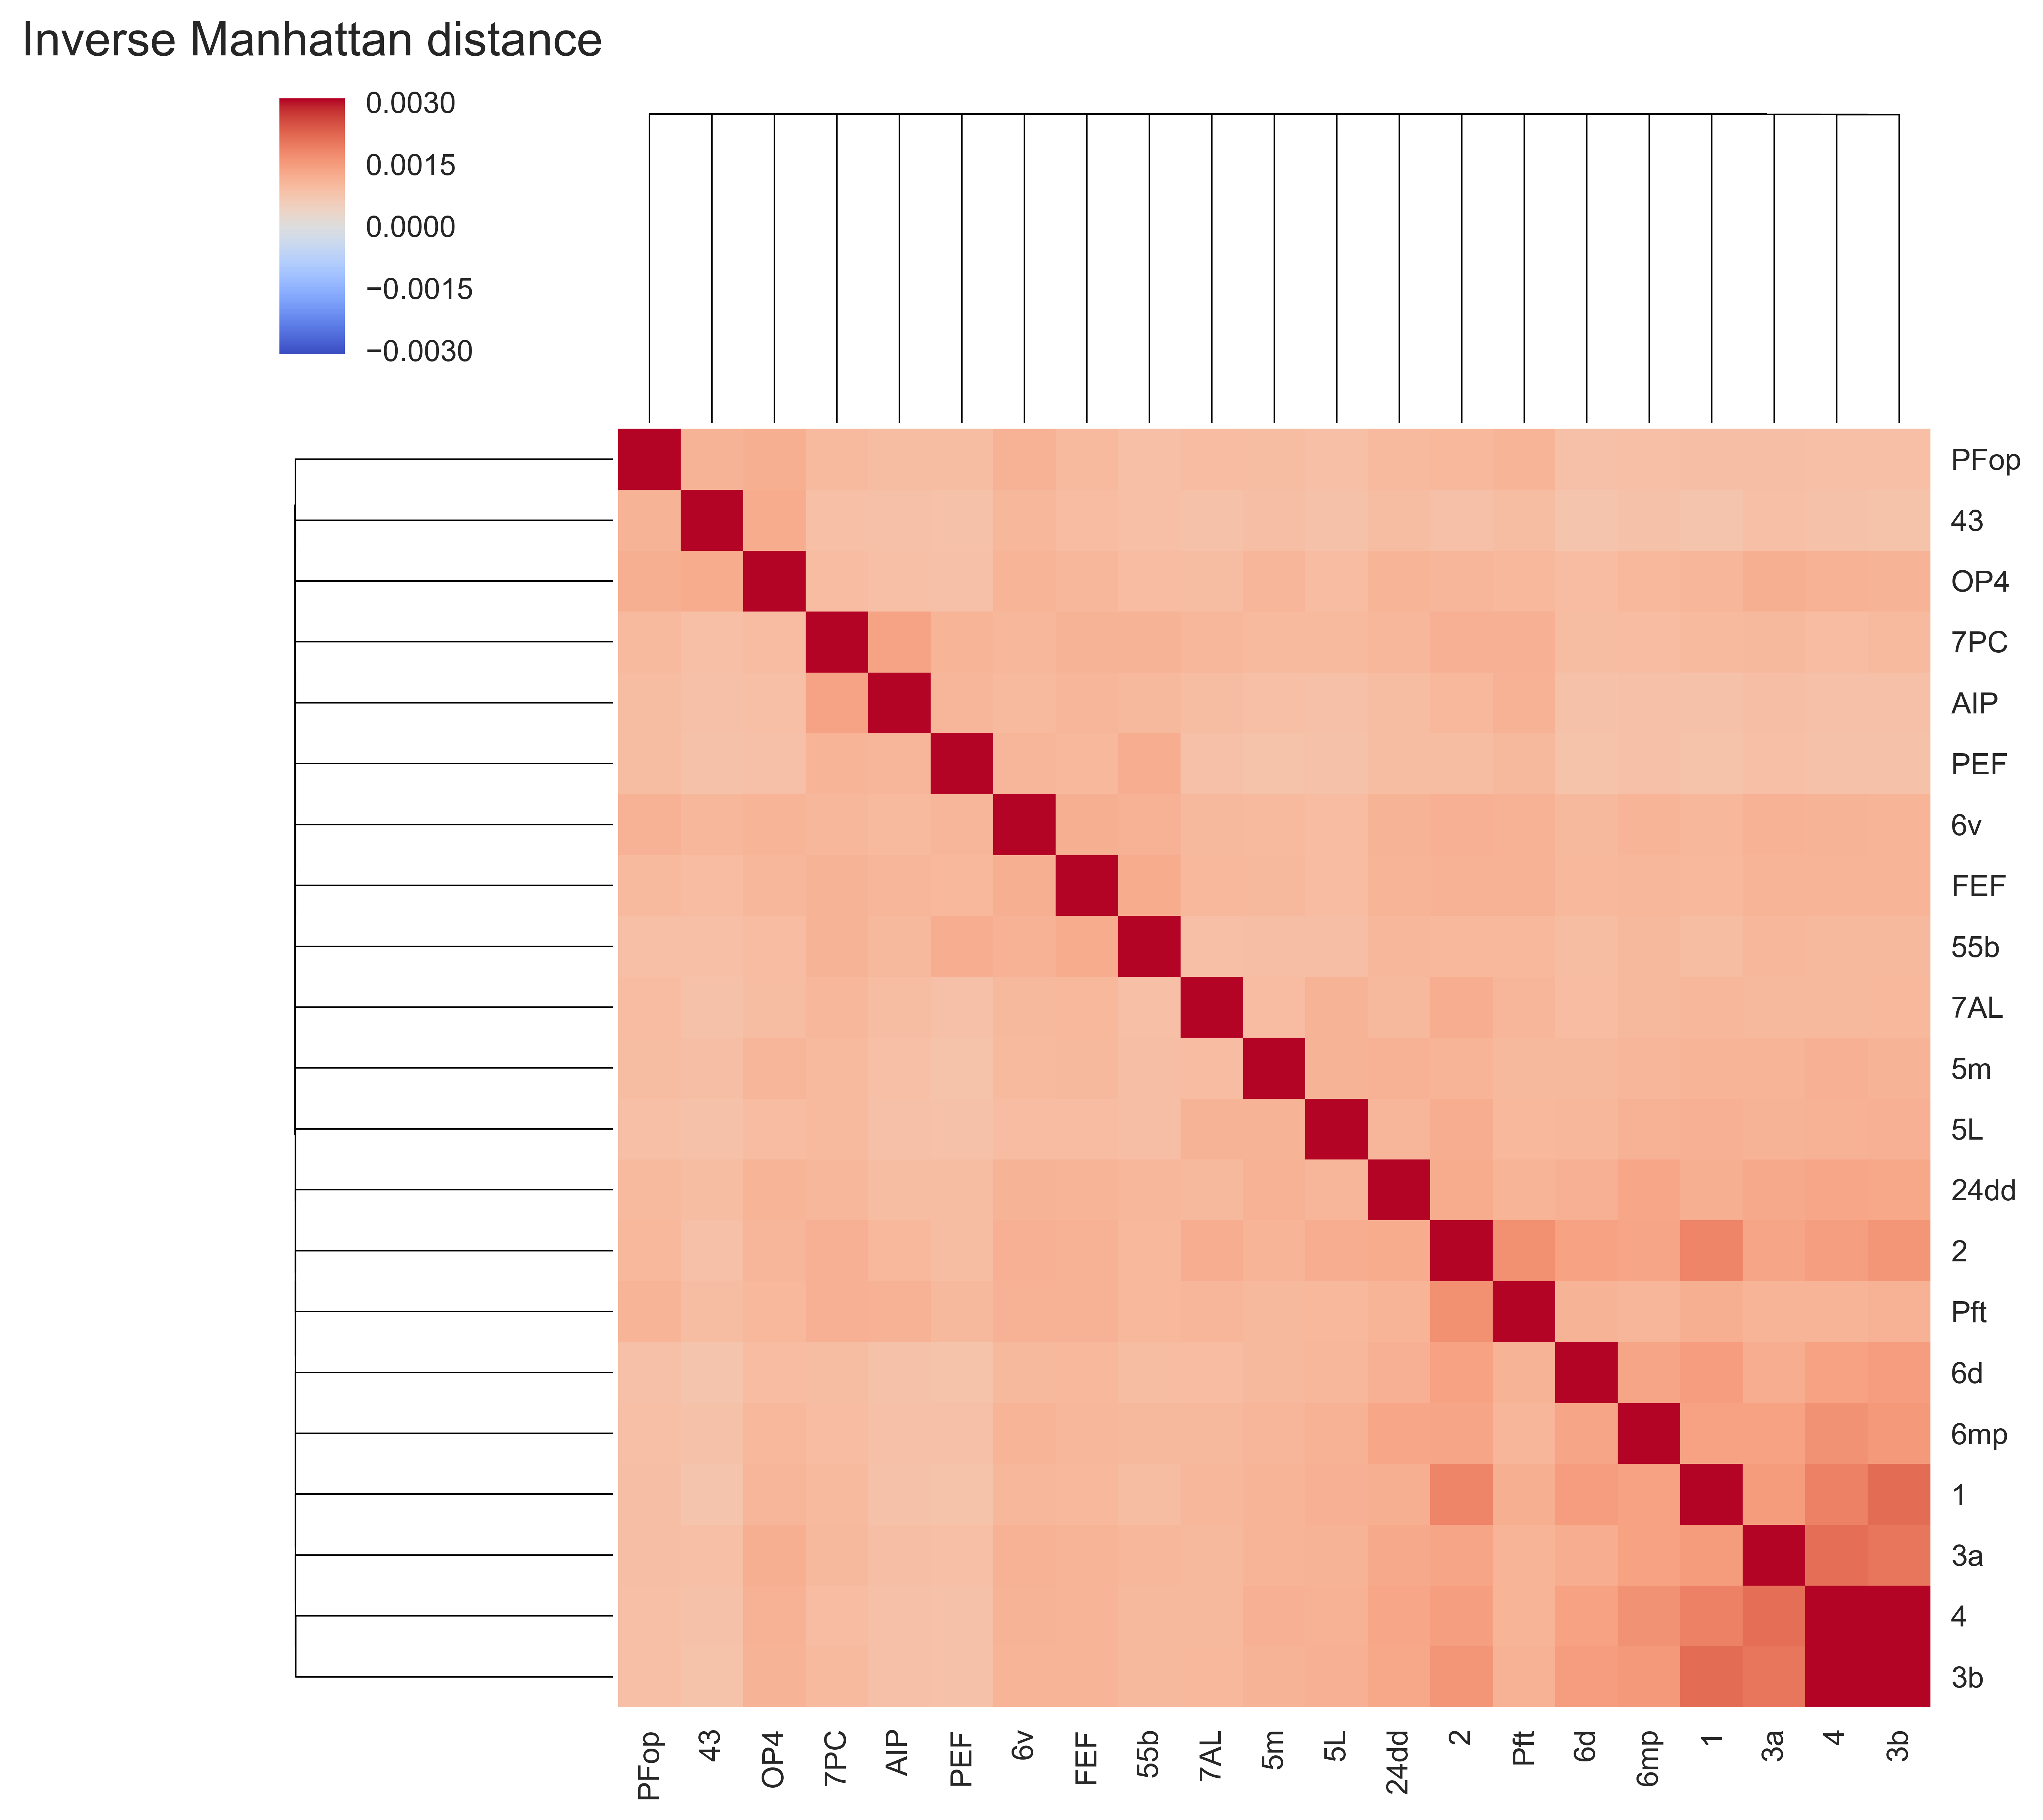 Inverse Manhattan distance
0.0030
0.0015
0.0000
−0.0015
−0.0030
PFop
43
OP4
7PC
AIP
PEF
6v
FEF
55b
7AL
5m
5L
24dd
2
Pft
6d
6mp
1
3a
4
3b
PFop 43 OP4 7PC AIP PEF 6v FEF 55b 7AL 5m 5L 24dd 2 Pft 6d 6mp 1 3a 4 3b